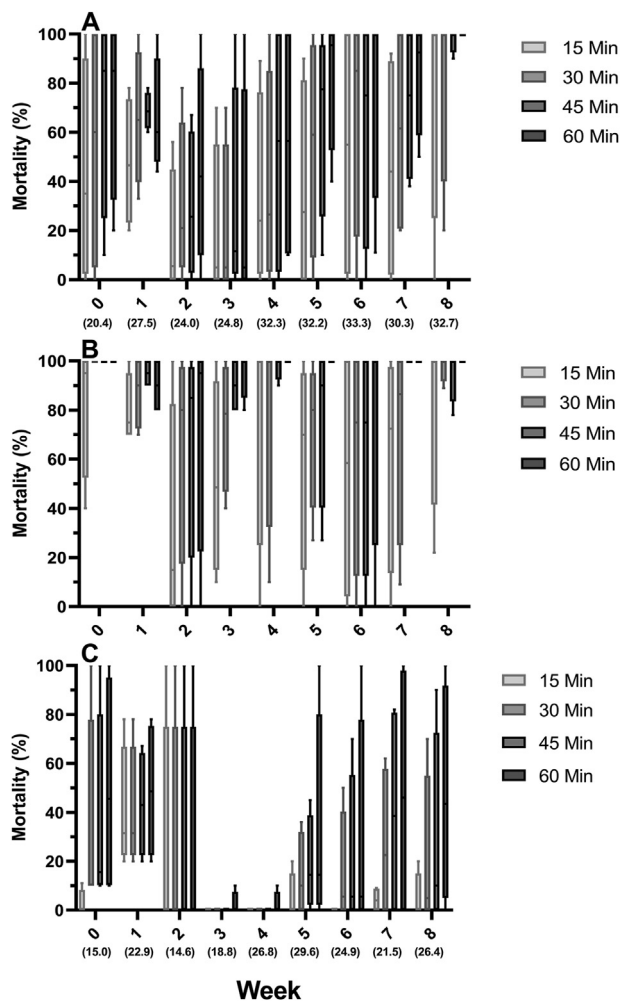 A
Mortality (%)
100
80
60
40
20
0
15 Min
30 Min
45 Min
60 Min
0 1 2 3 4 5 6 7 8
(20.4) (27.5) (24.0) (24.8) (32.3) (32.2) (33.3) (30.3) (32.7)
B
Mortality (%)
100
80
60
40
20
0
15 Min
30 Min
45 Min
60 Min
0 1 2 3 4 5 6 7 8
C
Mortality (%)
100
80
60
40
20
0
15 Min
30 Min
45 Min
60 Min
0 1 2 3 4 5 6 7 8
(15.0) (22.9) (14.6) (18.8) (26.8) (29.6) (24.9) (21.5) (26.4)
Week